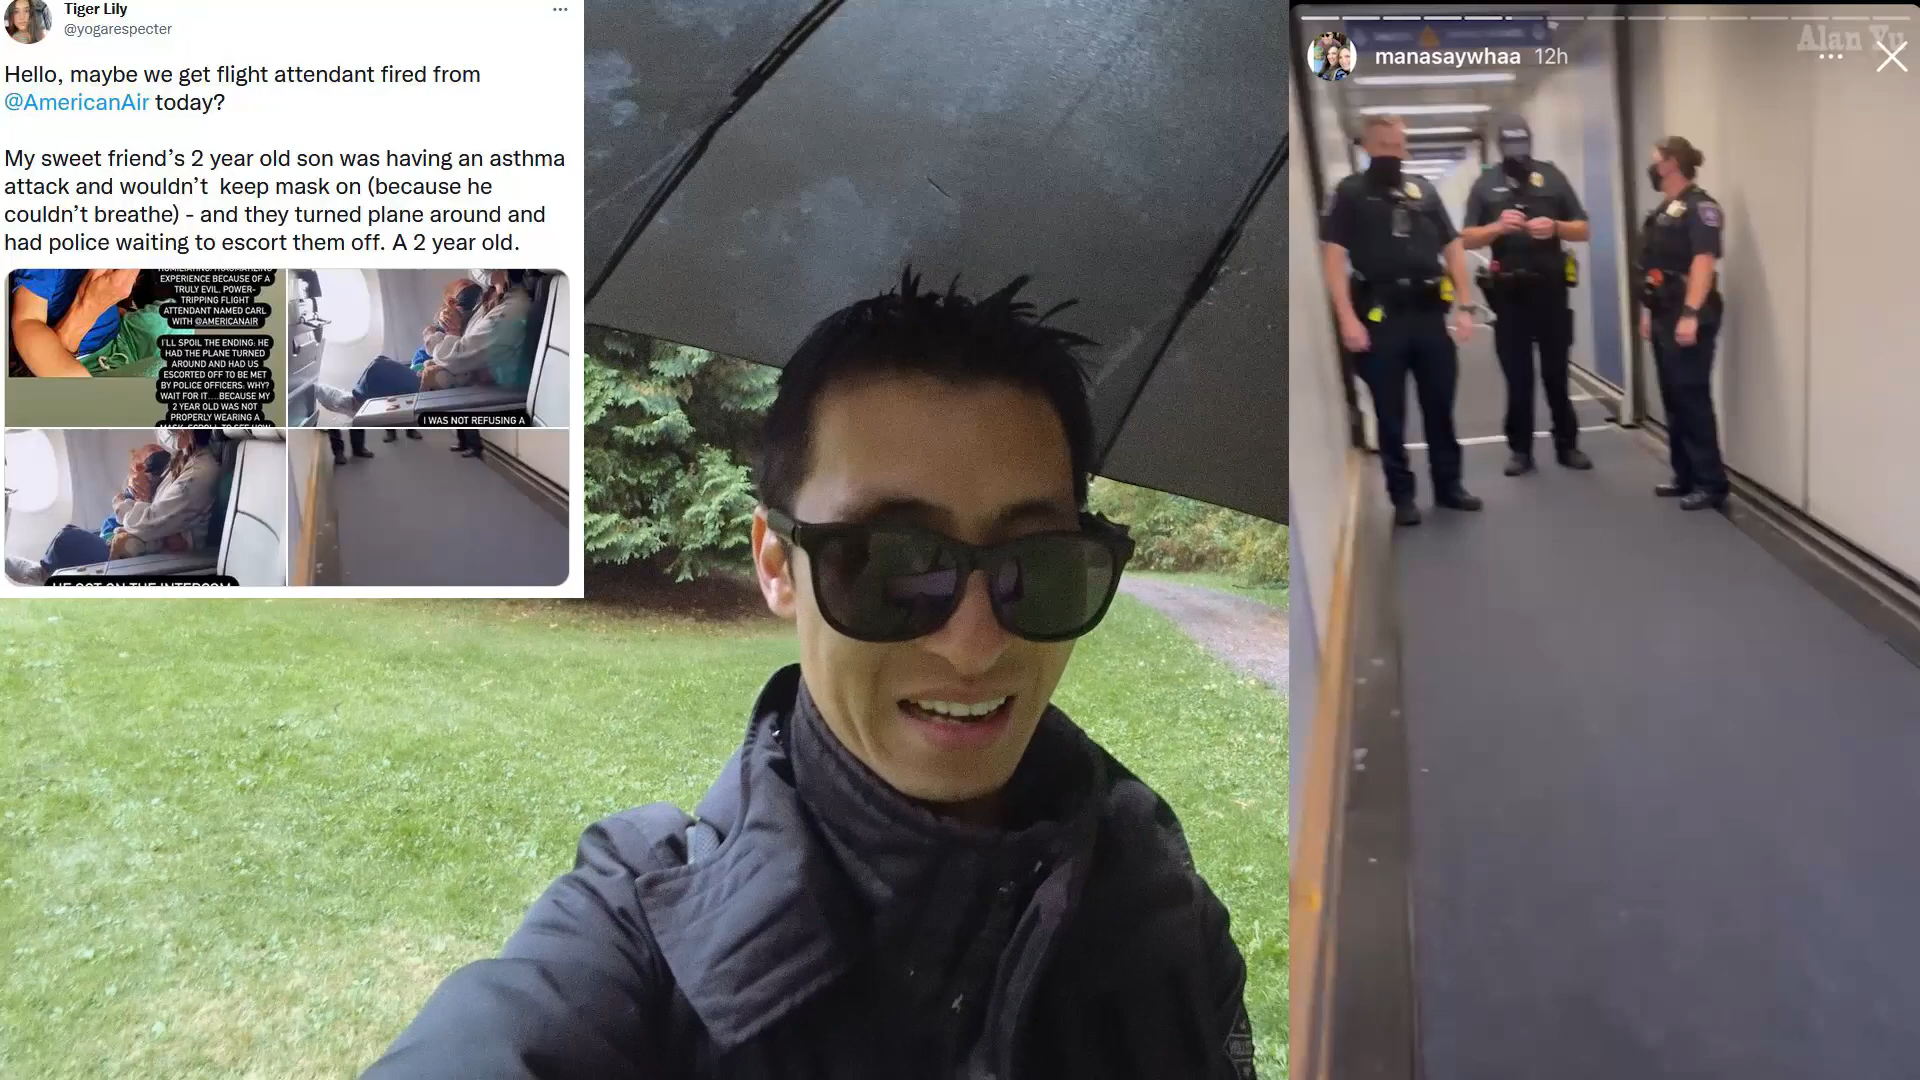 Tiger Lily
@yogarespecter
Hello, maybe we get flight attendant fired from
@AmericanAir today?
My sweet friend’s 2 year old son was having an asthma
attack and wouldn’t  keep mask on (because he
couldn’t breathe) - and they turned plane around and
had police waiting to escort them off. A 2 year old.
EXPERIENCE BECAUSE OF A
TRULY EVIL, POWER-
TRIPPING FLIGHT
ATTENDANT NAMED CARL
WITH @AMERICANAIR
I'LL SPOIL THE ENDING: HE
HAD THE PLANE TURNED
AROUND AND HAD US
ESCORTED OFF TO BE MET
BY POLICE OFFICERS. WHY?
WAIT FOR IT....BECAUSE MY
2 YEAR OLD WAS NOT
PROPERLY WEARING A
I WAS NOT REFUSING A
HE GOT ON THE INTERCOM
manasaywhaa 12h
Alan Yu